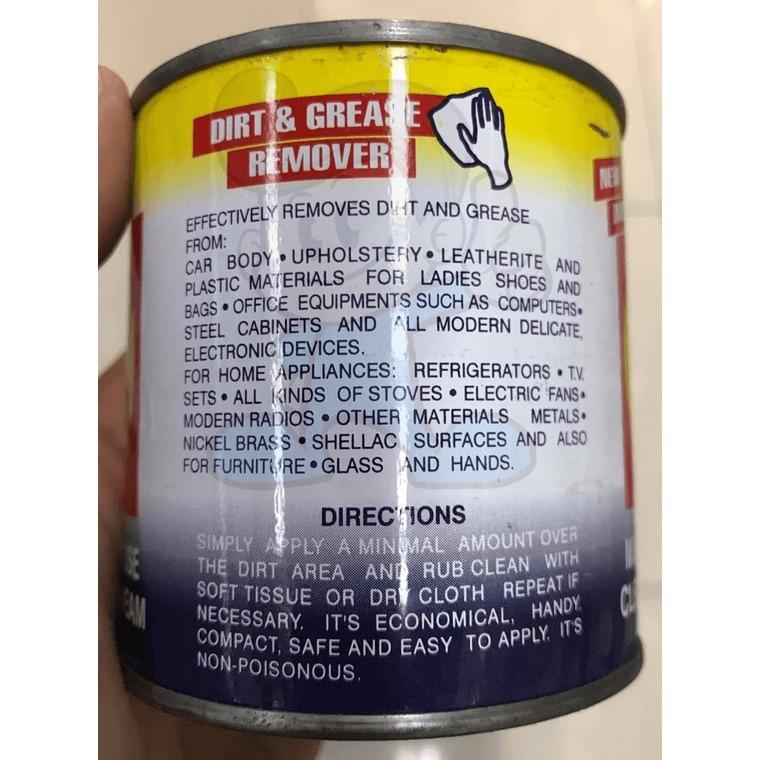 DIRT & GREASE
REMOVER
EFFECTIVELY REMOVES DIRT AND GREASE
FROM:
CAR BODY • UPHOLSTERY • LEATHERITE AND
PLASTIC MATERIALS FOR LADIES SHOES AND
BAGS • OFFICE EQUIPMENTS SUCH AS COMPUTERS•
STEEL CABINETS AND ALL MODERN DELICATE,
ELECTRONIC DEVICES.
FOR HOME APPLIANCES: REFRIGERATORS • T.V.
SETS • ALL KINDS OF STOVES • ELECTRIC FANS•
MODERN RADIOS • OTHER MATERIALS METALS•
NICKEL BRASS • SHELLAC SURFACES AND ALSO
FOR FURNITURE • GLASS AND HANDS.
DIRECTIONS
SIMPLY APPLY A MINIMAL AMOUNT OVER
THE DIRT AREA AND RUB CLEAN WITH
SOFT TISSUE OR DRY CLOTH REPEAT IF
NECESSARY. IT'S ECONOMICAL, HANDY,
COMPACT, SAFE AND EASY TO APPLY. IT'S
NON-POISONOUS.
NEW